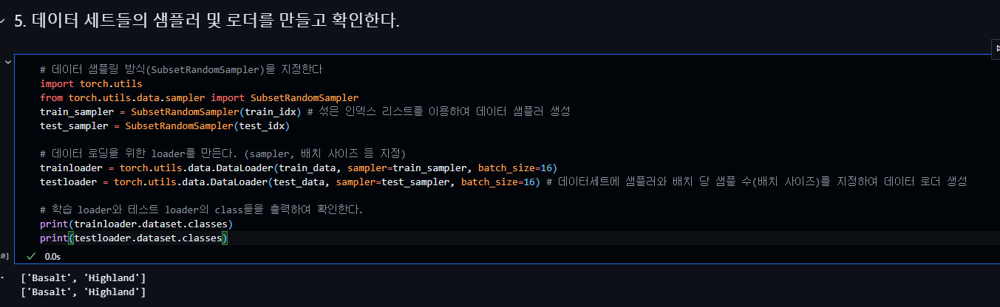 5. 데이터 세트들의 샘플러 및 로더를 만들고 확인한다.
# 데이터 샘플링 방식(SubsetRandomSampler)을 지정한다
import torch.utils
from torch.utils.data.sampler import SubsetRandomSampler
train_sampler = SubsetRandomSampler(train_idx) # 섞은 인덱스 리스트를 이용하여 데이터 샘플러 생성
test_sampler = SubsetRandomSampler(test_idx)
# 데이터 로딩을 위한 loader를 만든다. (sampler, 배치 사이즈 등 지정)
trainloader = torch.utils.data.DataLoader(train_data, sampler=train_sampler, batch_size=16)
testloader = torch.utils.data.DataLoader(test_data, sampler=test_sampler, batch_size=16) # 데이터세트에 샘플러와 배치 당 샘플 수(배치 사이즈)를 지정하여 데이터 로더 생성
# 학습 loader와 테스트 loader의 class들을 출력하여 확인한다.
print(trainloader.dataset.classes)
print(testloader.dataset.classes)
0.0s
['Basalt', 'Highland']
['Basalt', 'Highland']